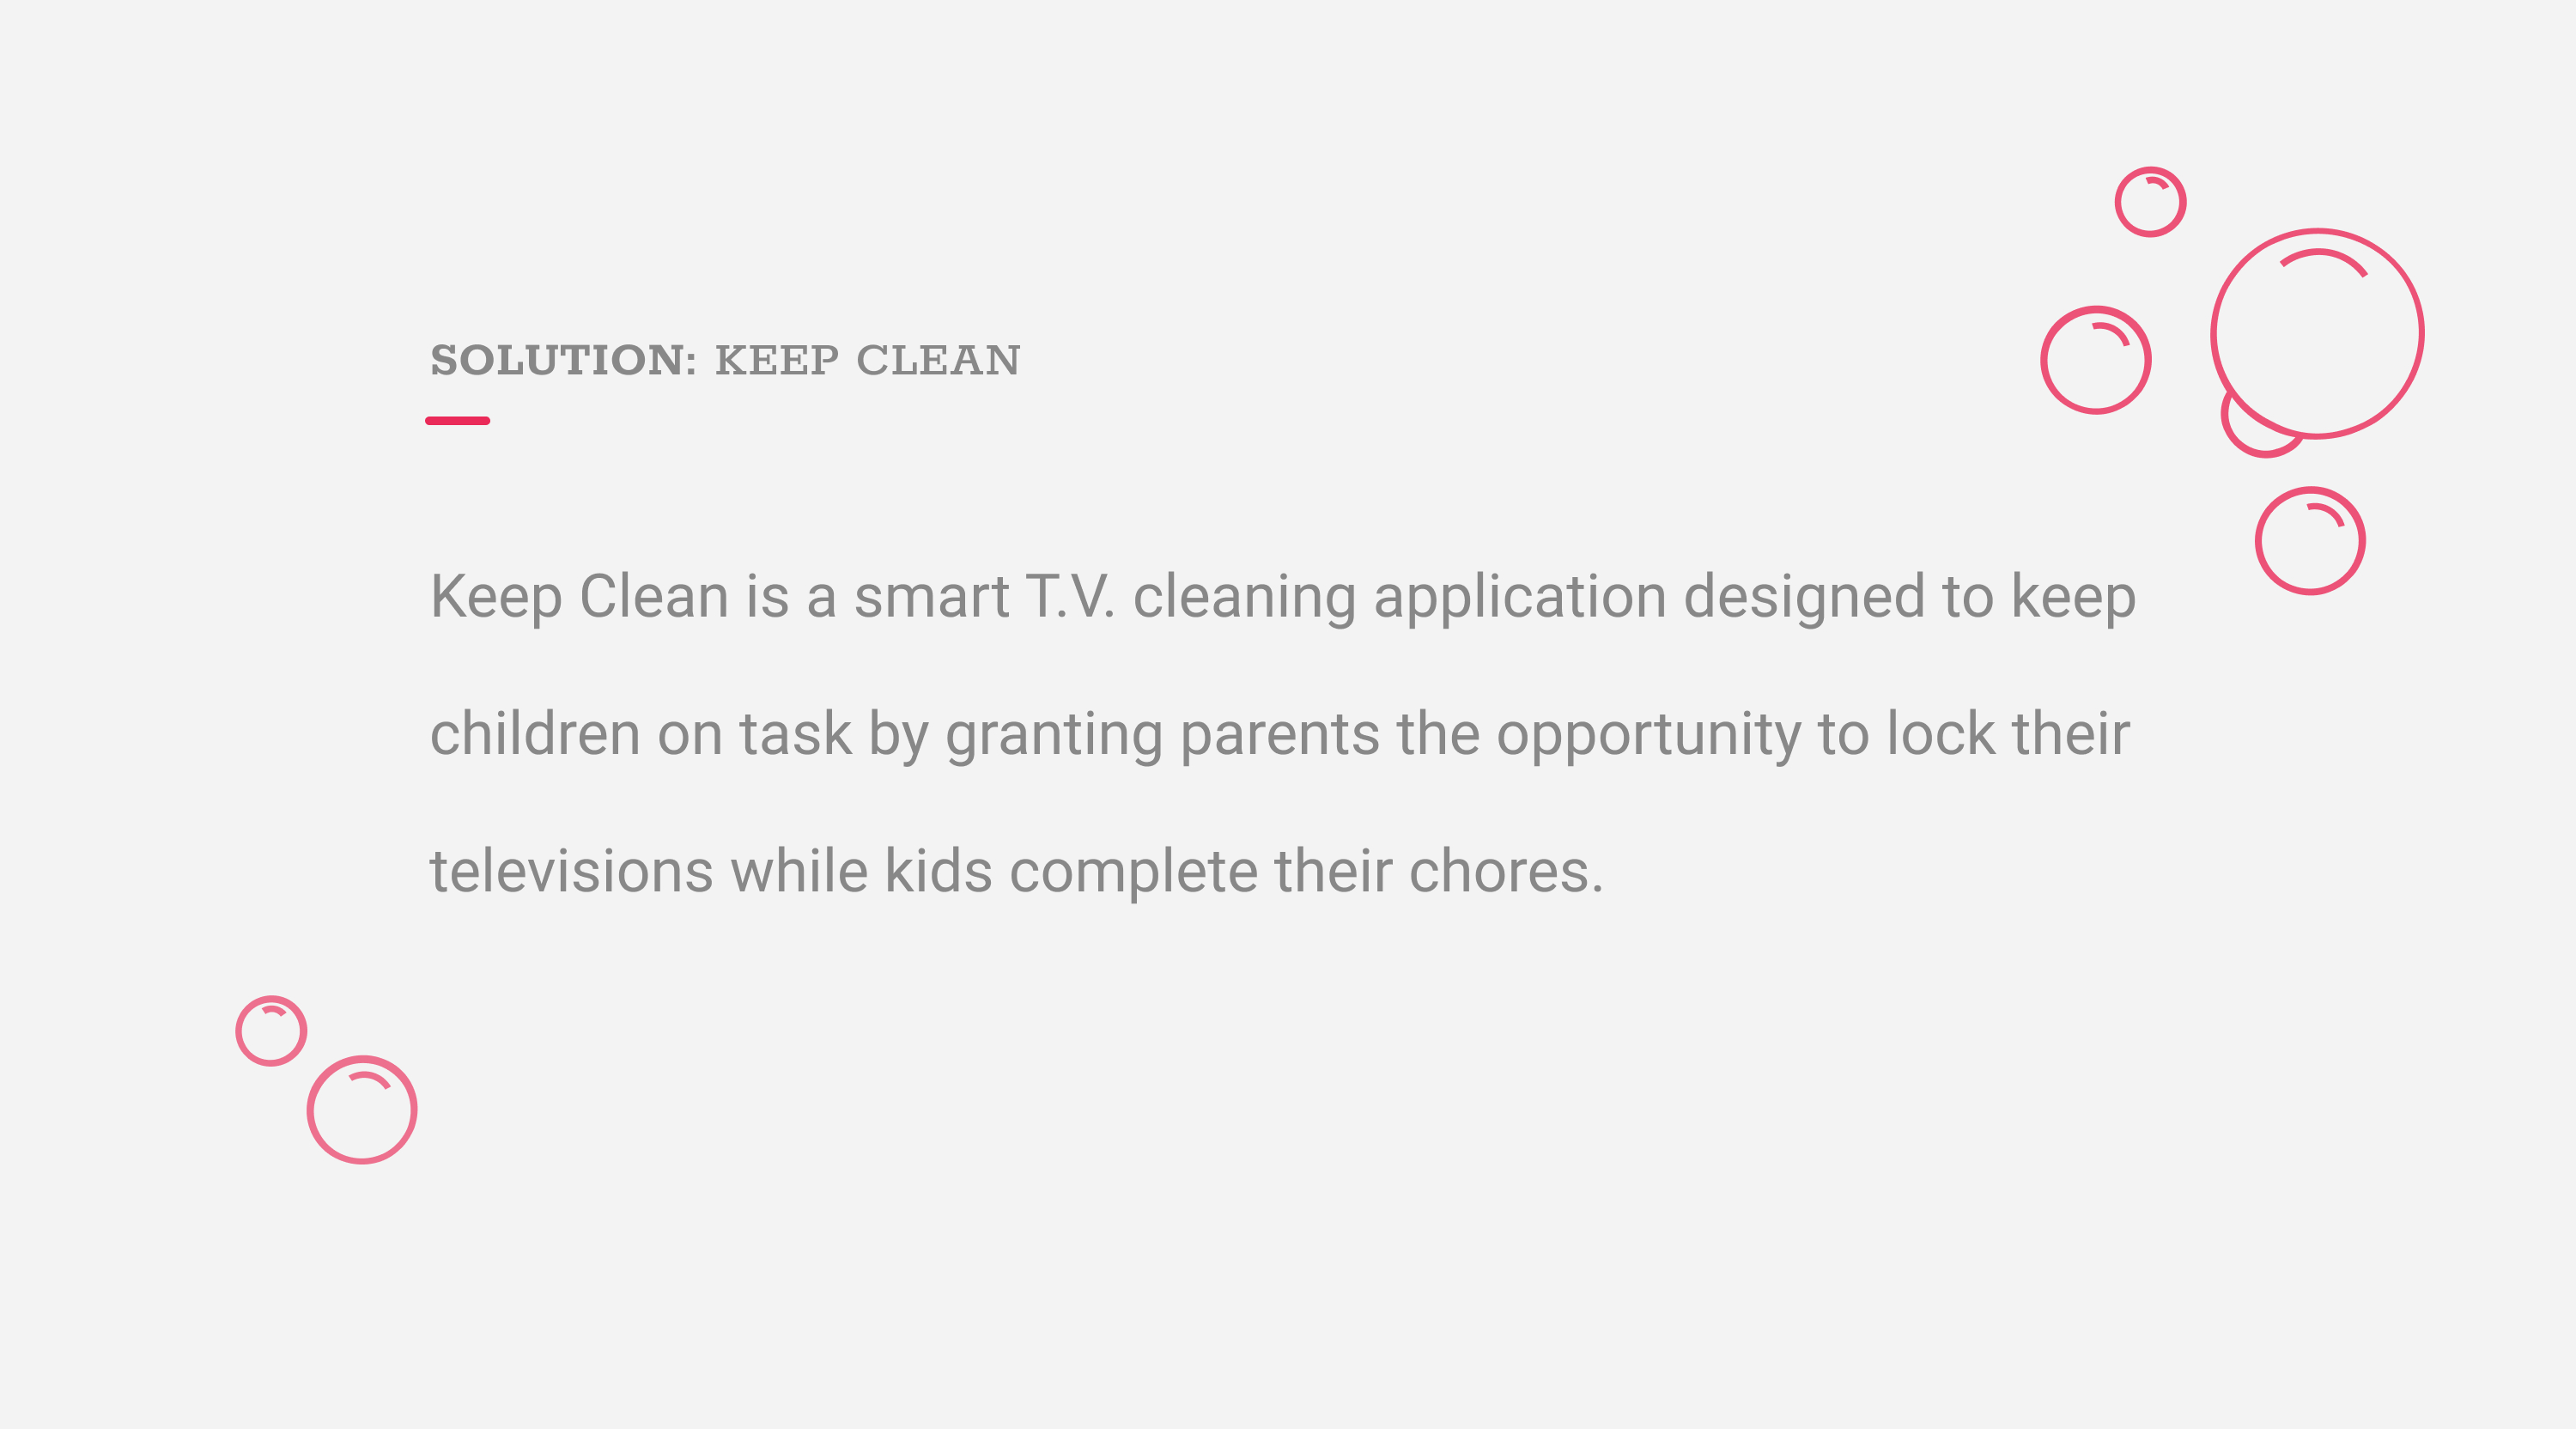 SOLUTION: KEEP CLEAN
Keep Clean is a smart T.V. cleaning application designed to keep
children on task by granting parents the opportunity to lock their
televisions while kids complete their chores.